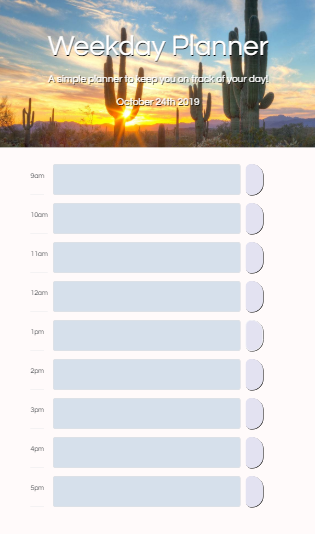 Weekday Planner
A simple planner to keep you on track of your day!
October 24th 2019
9am
10am
11am
12am
1pm
2pm
3pm
4pm
5pm